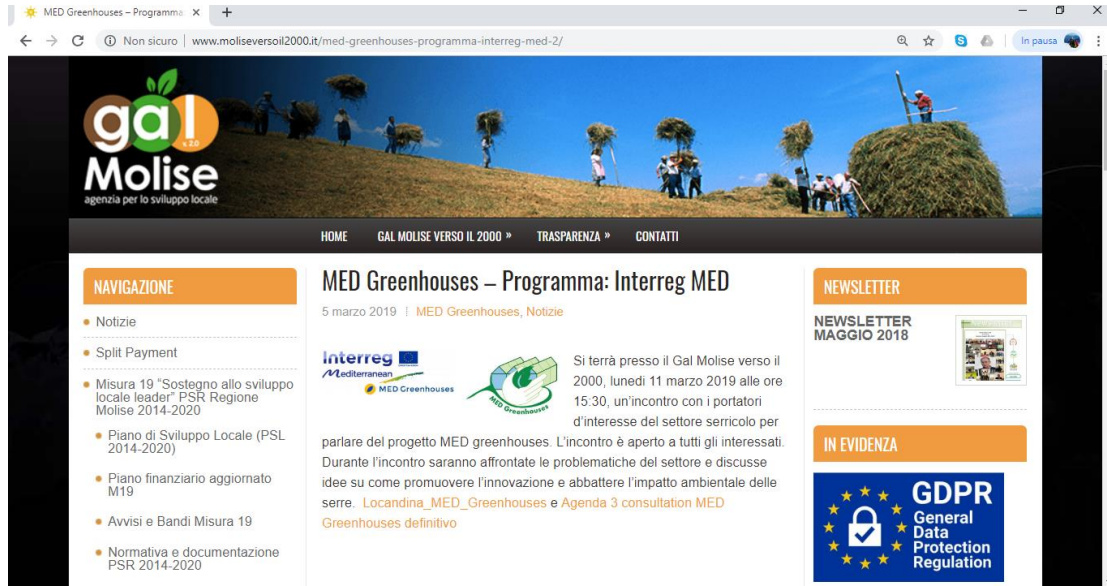 MED Greenhouses – Programma
Non sicuro
www.moliseversoil2000.it/med-greenhouses-programma-interreg-med-2/
In pausa
gal
v. 2.0
Molise
agenzia per lo sviluppo locale
HOME
GAL MOLISE VERSO IL 2000 »
TRASPARENZA »
CONTATTI
NAVIGAZIONE
Notizie
Split Payment
Misura 19 “Sostegno allo sviluppo
locale leader” PSR Regione
Molise 2014-2020
Piano di Sviluppo Locale (PSL
2014-2020)
Piano finanziario aggiornato
M19
Avvisi e Bandi Misura 19
Normativa e documentazione
PSR 2014-2020
MED Greenhouses – Programma: Interreg MED
5 marzo 2019 | MED Greenhouses, Notizie
Interreg
Mediterranean
MED Greenhouses
MED Greenhouses
Si terrà presso il Gal Molise verso il
2000, lunedi 11 marzo 2019 alle ore
15:30, un’incontro con i portatori
d’interesse del settore serricolo per
parlare del progetto MED greenhouses. L’incontro è aperto a tutti gli interessati.
Durante l’incontro saranno affrontate le problematiche del settore e discusse
idee su come promuovere l’innovazione e abbattere l’impatto ambientale delle
serre. Locandina_MED_Greenhouses e Agenda 3 consultation MED
Greenhouses definitivo
NEWSLETTER
NEWSLETTER
MAGGIO 2018
IN EVIDENZA
GDPR
General
Data
Protection
Regulation